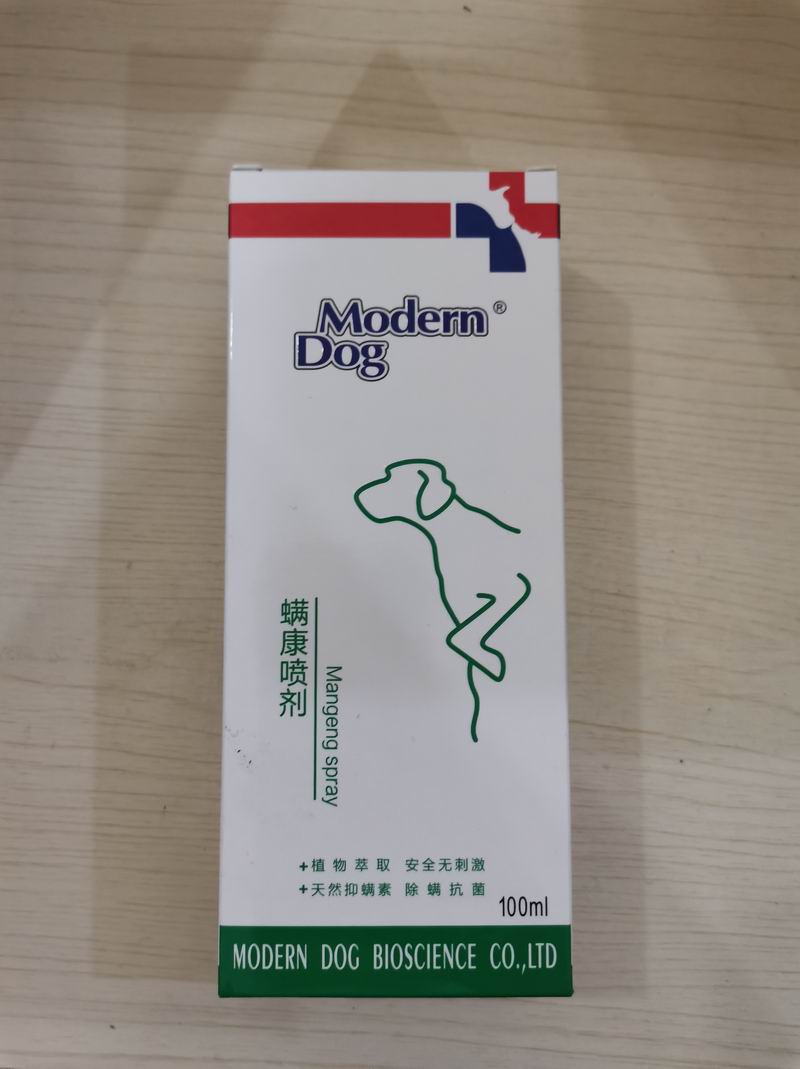 Modern ®
Dog
螨康喷剂
Mangeng spray
+植物萃取 安全无刺激
+天然抑螨素 除螨抗菌
100ml
MODERN DOG BIOSCIENCE CO.,LTD